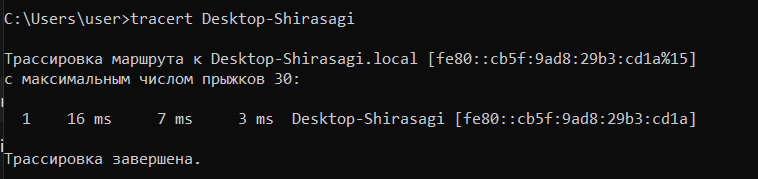 C:\Users\user>tracert Desktop-Shirasagi
Трассировка маршрута к Desktop-Shirasagi.local [fe80::cb5f:9ad8:29b3:cd1a%15]
с максимальным числом прыжков 30:
1 16 ms 7 ms 3 ms Desktop-Shirasagi [fe80::cb5f:9ad8:29b3:cd1a]
Трассировка завершена.